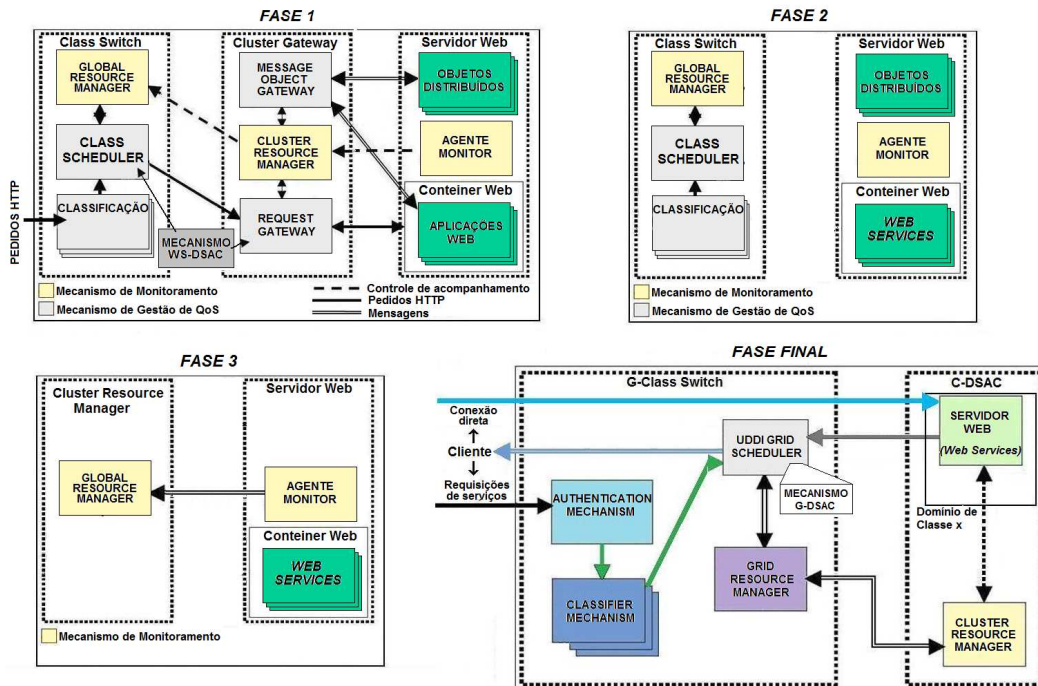 FASE 1
Class Switch
GLOBAL
RESOURCE
MANAGER
CLASS
SCHEDULER
CLASSIFICAÇÃO
PEDIDOS HTTP
MECANISMO
WS-DSAC
Cluster Gateway
MESSAGE
OBJECT
GATEWAY
CLUSTER
RESOURCE
MANAGER
REQUEST
GATEWAY
Servidor Web
OBJETOS
DISTRIBUÍDOS
AGENTE
MONITOR
Conteiner Web
APLICAÇÕES
WEB
Mecanismo de Monitoramento
Mecanismo de Gestão de QoS
Controle de acompanhamento
Pedidos HTTP
Mensagens
FASE 2
Class Switch
GLOBAL
RESOURCE
MANAGER
CLASS
SCHEDULER
CLASSIFICAÇÃO
Servidor Web
OBJETOS
DISTRIBUÍDOS
AGENTE
MONITOR
Conteiner Web
WEB
SERVICES
Mecanismo de Monitoramento
Mecanismo de Gestão de QoS
FASE 3
Cluster Resource
Manager
GLOBAL
RESOURCE
MANAGER
Servidor Web
AGENTE
MONITOR
Conteiner Web
WEB
SERVICES
Mecanismo de Monitoramento
FASE FINAL
G-Class Switch
Conexão
direta
Cliente
Requisições
de serviços
AUTHENTICATION
MECHANISM
CLASSIFIER
MECHANISM
UDDI GRID
SCHEDULER
MECANISMO
G-DSAC
GRID
RESOURCE
MANAGER
C-DSAC
SERVIDOR
WEB
(Web Services)
Domínio de
Classe x
CLUSTER
RESOURCE
MANAGER